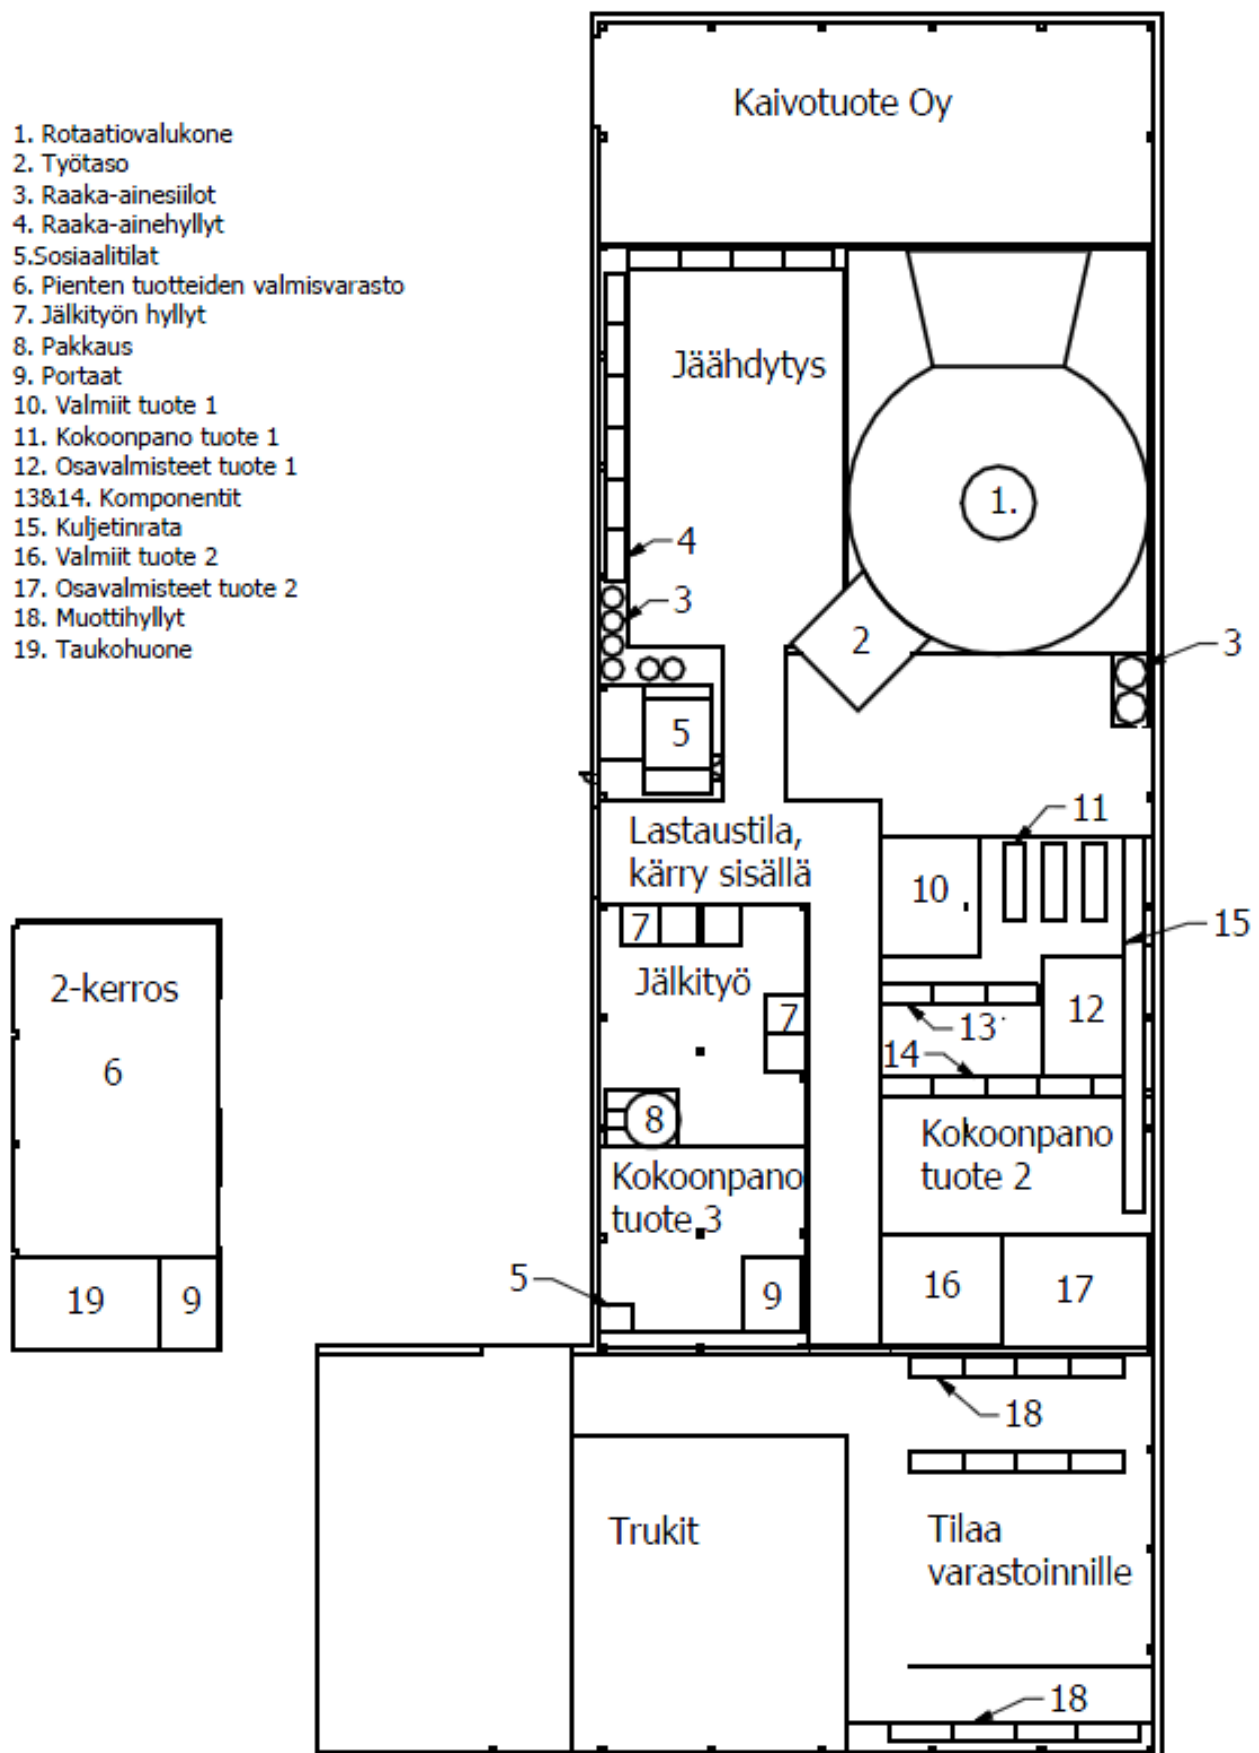 Kaivotuote Oy
1. Rotaatiovalukone
2. Työtaso
3. Raaka-ainesiilot
4. Raaka-ainehyllyt
5.Sosiaalitilat
6. Pienten tuotteiden valmisvarasto
7. Jälkityön hyllyt
8. Pakkaus
9. Portaat
10. Valmiit tuote 1
11. Kokoonpano tuote 1
12. Osavalmisteet tuote 1
13&14. Komponentit
15. Kuljetinrata
16. Valmiit tuote 2
17. Osavalmisteet tuote 2
18. Muottihyllyt
19. Taukohuone
Jäähdytys
1.
4
3
2
3
5
11
Lastaustila,
kärry sisällä
10
7
15
Jälkityö
2-kerros
12
7
13
14
6
8
Kokoonpano
tuote 2
Kokoonpano
tuote 3
5
9
16
17
19
9
18
Trukit
Tilaa
varastoinnille
18